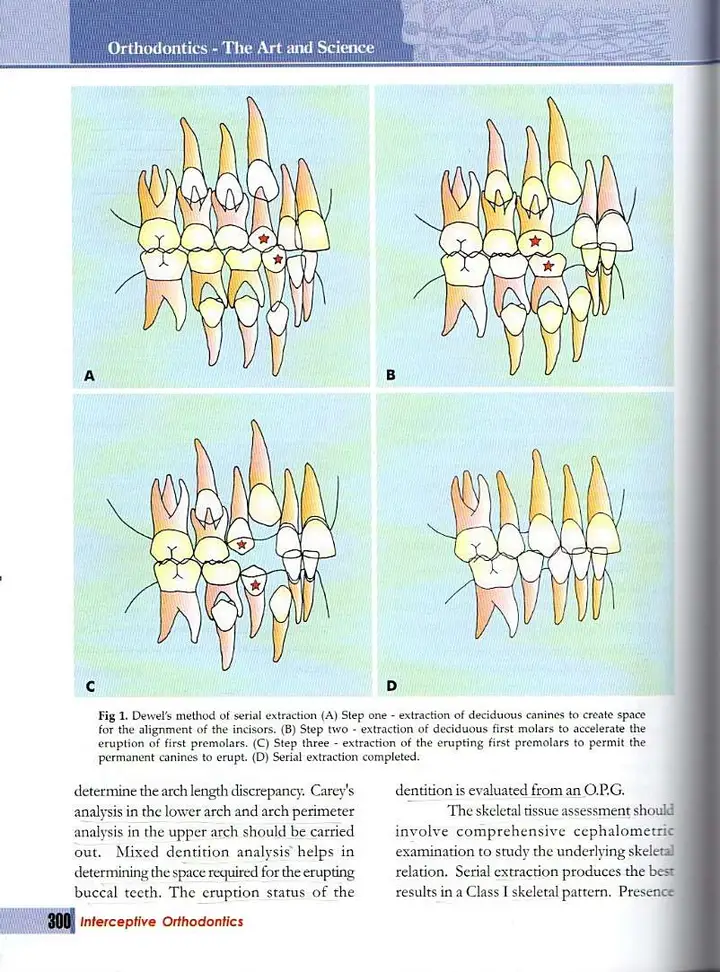 Orthodontics - The Art and Science
A
B
C
D
Fig 1. Dewel's method of serial extraction (A) Step one - extraction of deciduous canines to create space
for the alignment of the incisors. (B) Step two - extraction of deciduous first molars to accelerate the
eruption of first premolars. (C) Step three - extraction of the erupting first premolars to permit the
permanent canines to erupt. (D) Serial extraction completed.
determine the arch length discrepancy. Carey's
analysis in the lower arch and arch perimeter
analysis in the upper arch should be carried
out. Mixed dentition analysis helps in
determining the space required for the erupting
buccal teeth. The eruption status of the
dentition is evaluated from an O.P.G.
The skeletal tissue assessment should
involve comprehensive cephalometric
examination to study the underlying skeletal
relation. Serial extraction produces the best
results in a Class I skeletal pattern. Presence
300 Interceptive Orthodontics